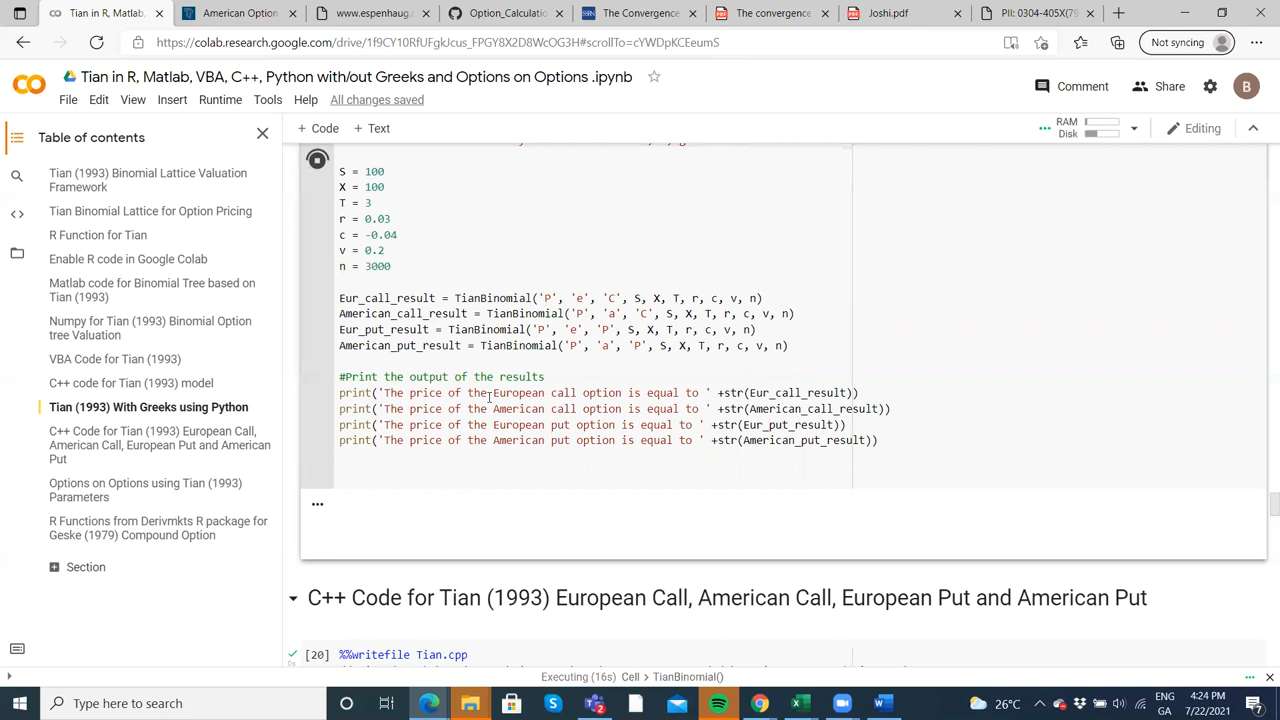 Tian in R, Matlab, VBA, C++, Pyth
American Option
www.espenhaug.c
Option_Calculatio
The Convergence
The convergence
Joshi.pdf
PII: 0304-405X(79
https://colab.research.google.com/drive/1f9CY10RfUFgkJcus_FPGY8X2D8WcOG3H#scrollTo=cYWDpKCEeumS
Not syncing
Tian in R, Matlab, VBA, C++, Python with/out Greeks and Options on Options .ipynb
Comment
Share
B
File Edit View Insert Runtime Tools Help All changes saved
Table of contents
+ Code + Text
RAM
Disk
Editing
Tian (1993) Binomial Lattice Valuation
Framework
Tian Binomial Lattice for Option Pricing
R Function for Tian
Enable R code in Google Colab
Matlab code for Binomial Tree based on
Tian (1993)
Numpy for Tian (1993) Binomial Option
tree Valuation
VBA Code for Tian (1993)
C++ code for Tian (1993) model
Tian (1993) With Greeks using Python
C++ Code for Tian (1993) European Call,
American Call, European Put and American
Put
Options on Options using Tian (1993)
Parameters
R Functions from Derivmkts R package for
Geske (1979) Compound Option
Section
S = 100
X = 100
T = 3
r = 0.03
c = -0.04
v = 0.2
n = 3000
Eur_call_result = TianBinomial('P', 'e', 'C', S, X, T, r, c, v, n)
American_call_result = TianBinomial('P', 'a', 'C', S, X, T, r, c, v, n)
Eur_put_result = TianBinomial('P', 'e', 'P', S, X, T, r, c, v, n)
American_put_result = TianBinomial('P', 'a', 'P', S, X, T, r, c, v, n)
#Print the output of the results
print('The price of the European call option is equal to ' +str(Eur_call_result))
print('The price of the American call option is equal to ' +str(American_call_result))
print('The price of the European put option is equal to ' +str(Eur_put_result))
print('The price of the American put option is equal to ' +str(American_put_result))
C++ Code for Tian (1993) European Call, American Call, European Put and American Put
[20] %%writefile Tian.cpp
Executing (16s) Cell > TianBinomial()
Type here to search
26°C
ENG
GA
4:24 PM
7/22/2021